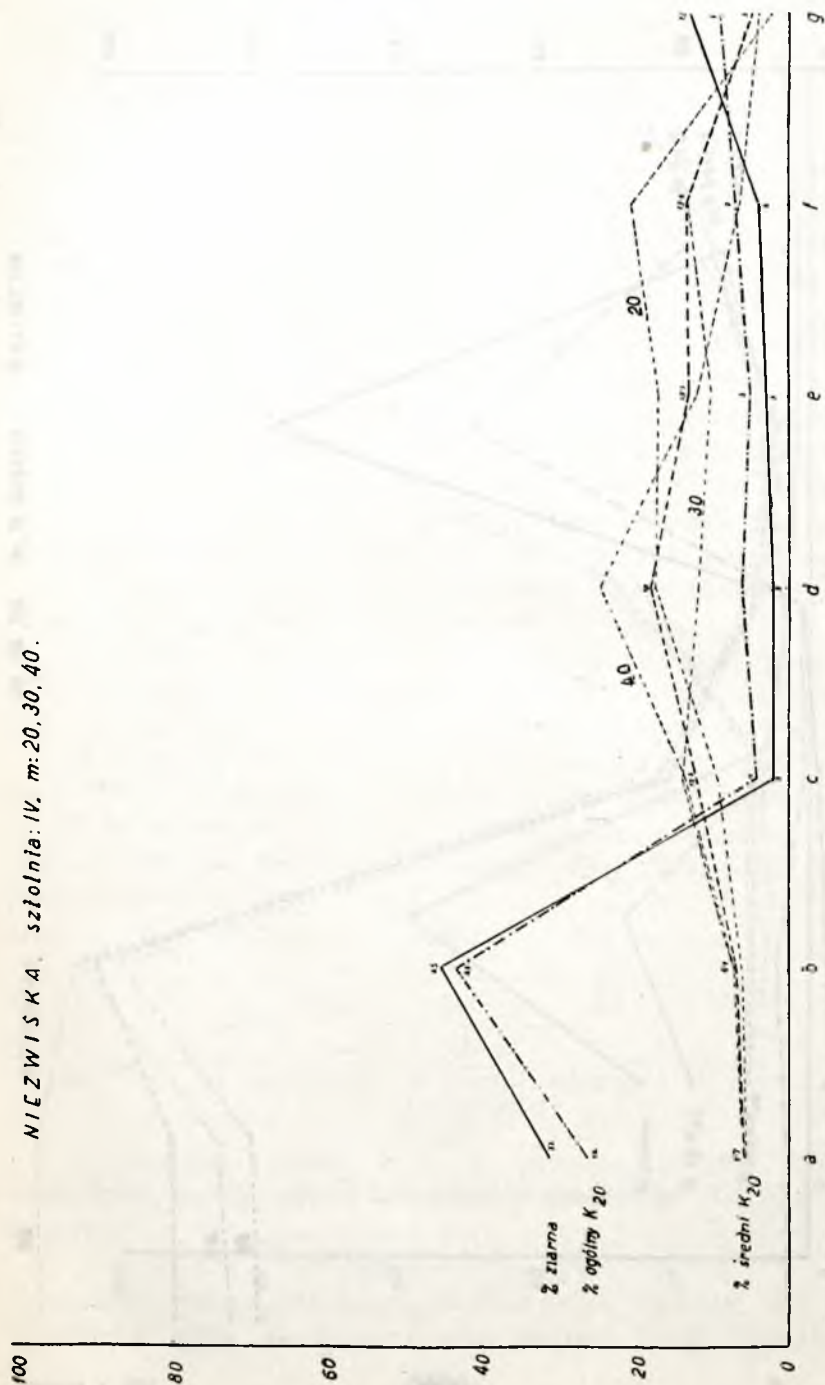 NIEZWISKA. sztolnia: IV. m: 20, 30, 40.
100
80
60
40
20
0
% ziarna
% ogólny K20
% średni K20
40
30
20
a
b
c
d
e
f
g